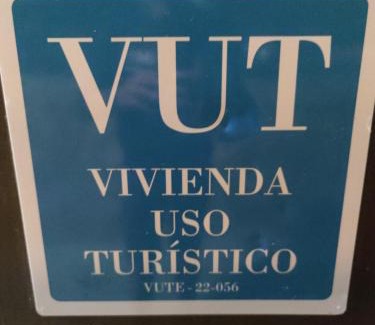 VUT
VIVIENDA
USO
TURÍSTICO
VUTE - 22-056